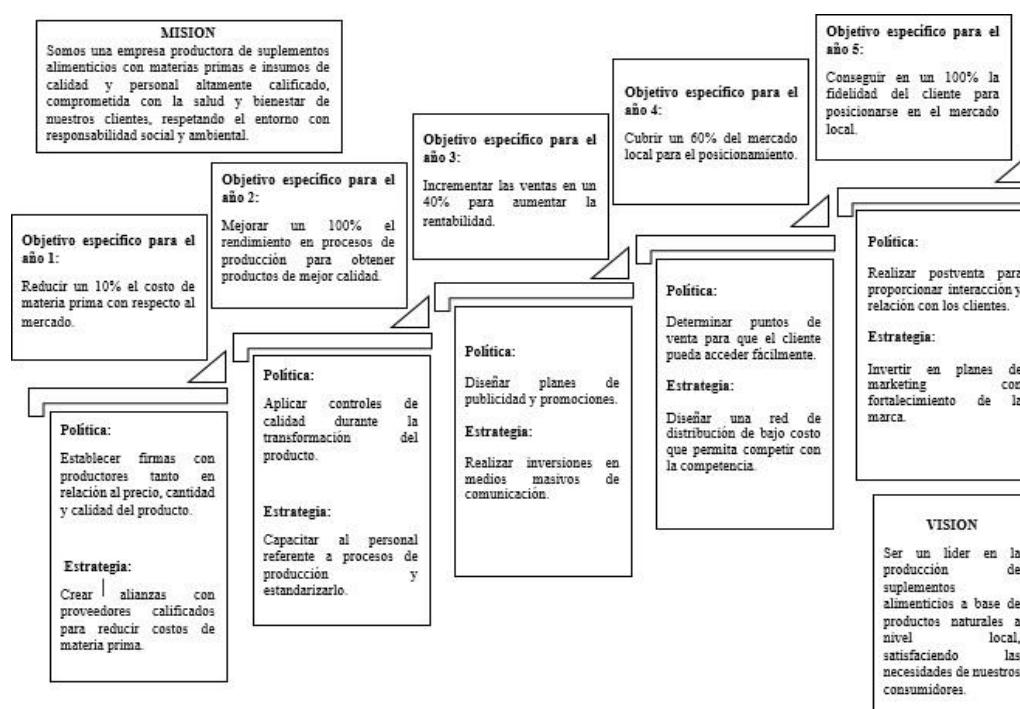 MISION
Somos una empresa productora de suplementos
alimenticios con materias primas e insumos de
calidad y personal altamente calificado,
comprometida con la salud y bienestar de
nuestros clientes, respetando el entorno con
responsabilidad social y ambiental.
Objetivo específico para el
año 1:
Reducir un 10% el costo de
materia prima con respecto al
mercado.
Política:
Establecer firmas con
productores tanto en
relación al precio, cantidad
y calidad del producto.
Estrategia:
Crear alianzas con
proveedores calificados
para reducir costos de
materia prima.
Objetivo específico para el
año 2:
Mejorar un 100% el
rendimiento en procesos de
producción para obtener
productos de mejor calidad.
Política:
Aplicar controles de
calidad durante la
transformación del
producto.
Estrategia:
Capacitar al personal
referente a procesos de
producción y
estandarizarlo.
Objetivo específico para el
año 3:
Incrementar las ventas en un
40% para aumentar la
rentabilidad.
Política:
Diseñar planes de
publicidad y promociones.
Estrategia:
Realizar inversiones en
medios masivos de
comunicación.
Objetivo específico para el
año 4:
Cubrir un 60% del mercado
local para el posicionamiento.
Política:
Determinar puntos de
venta para que el cliente
pueda acceder fácilmente.
Estrategia:
Diseñar una red de
distribución de bajo costo
que permita competir con
la competencia.
Objetivo específico para el
año 5:
Conseguir en un 100% la
fidelidad del cliente para
posicionarse en el mercado
local.
Política:
Realizar postventa para
proporcionar interacción y
relación con los clientes.
Estrategia:
Invertir en planes de
marketing con
fortalecimiento de la
marca.
VISION
Ser un líder en la
producción de
suplementos
alimenticios a base de
productos naturales a
nivel local,
satisfaciendo las
necesidades de nuestros
consumidores.